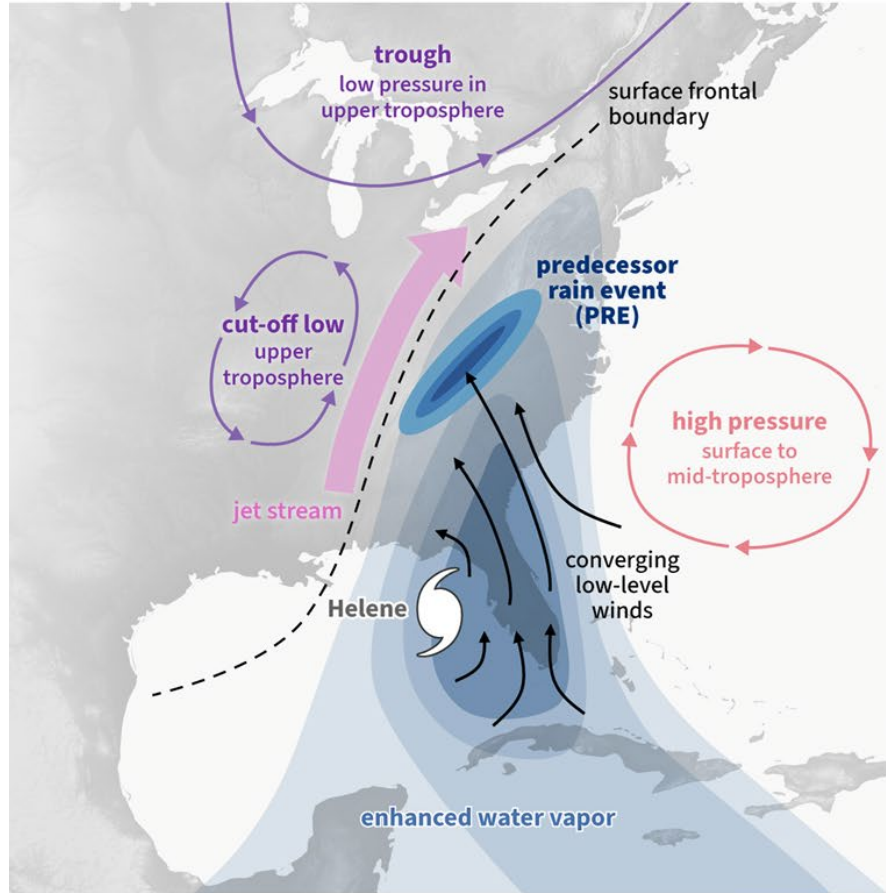 trough
low pressure in
upper troposphere
surface frontal
boundary
predecessor
rain event
(PRE)
cut-off low
upper
troposphere
high pressure
surface to
mid-troposphere
jet stream
converging
low-level
winds
Helene
enhanced water vapor